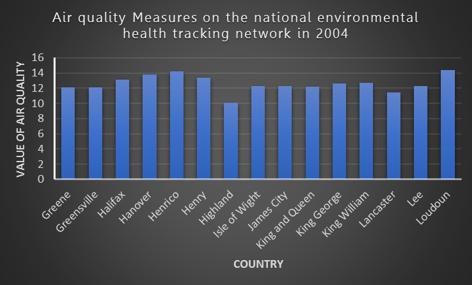 Air quality Measures on the national environmental
health tracking network in 2004
VALUE OF AIR QUALITY
16
14
12
10
8
6
4
2
0
Greene
Greensville
Halifax
Hanover
Henrico
Henry
Highland
Isle of Wight
James City
King and Queen
King George
King William
Lancaster
Lee
Loudoun
COUNTRY